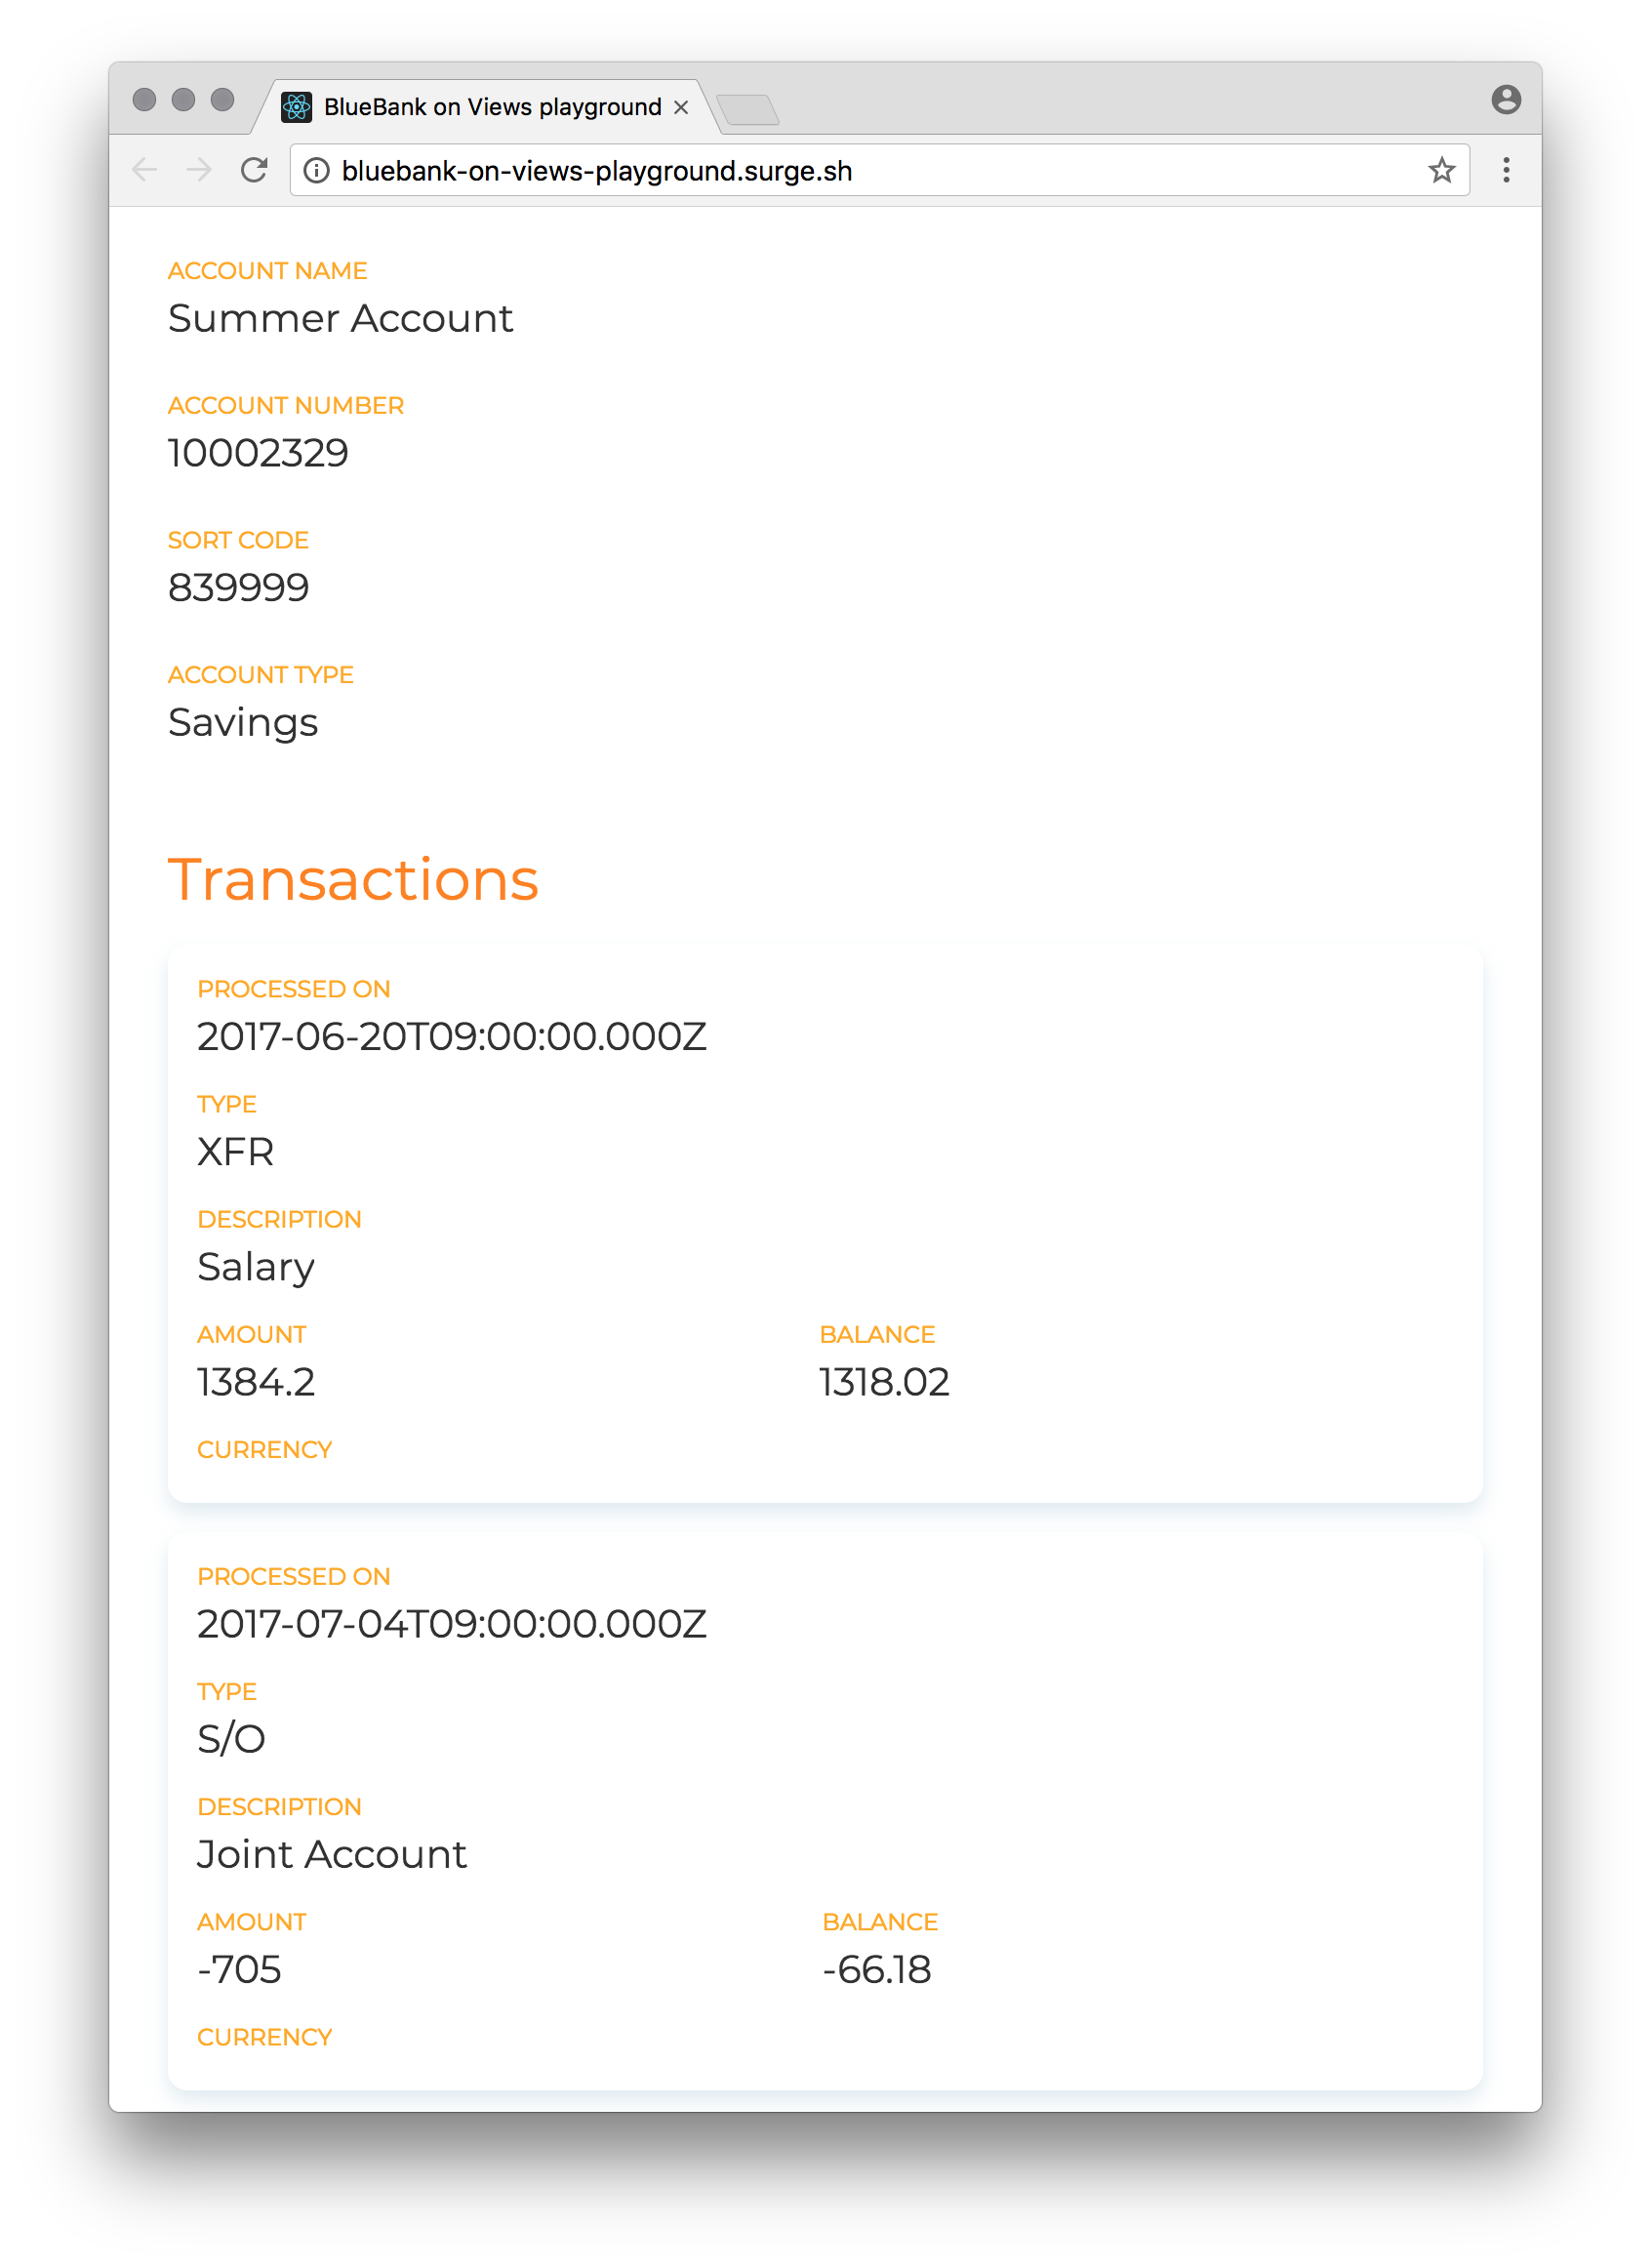 BlueBank on Views playground
bluebank-on-views-playground.surge.sh
ACCOUNT NAME
Summer Account
ACCOUNT NUMBER
10002329
SORT CODE
839999
ACCOUNT TYPE
Savings
Transactions
PROCESSED ON
2017-06-20T09:00:00.000Z
TYPE
XFR
DESCRIPTION
Salary
AMOUNT BALANCE
1384.2 1318.02
CURRENCY
PROCESSED ON
2017-07-04T09:00:00.000Z
TYPE
S/O
DESCRIPTION
Joint Account
AMOUNT BALANCE
-705 -66.18
CURRENCY